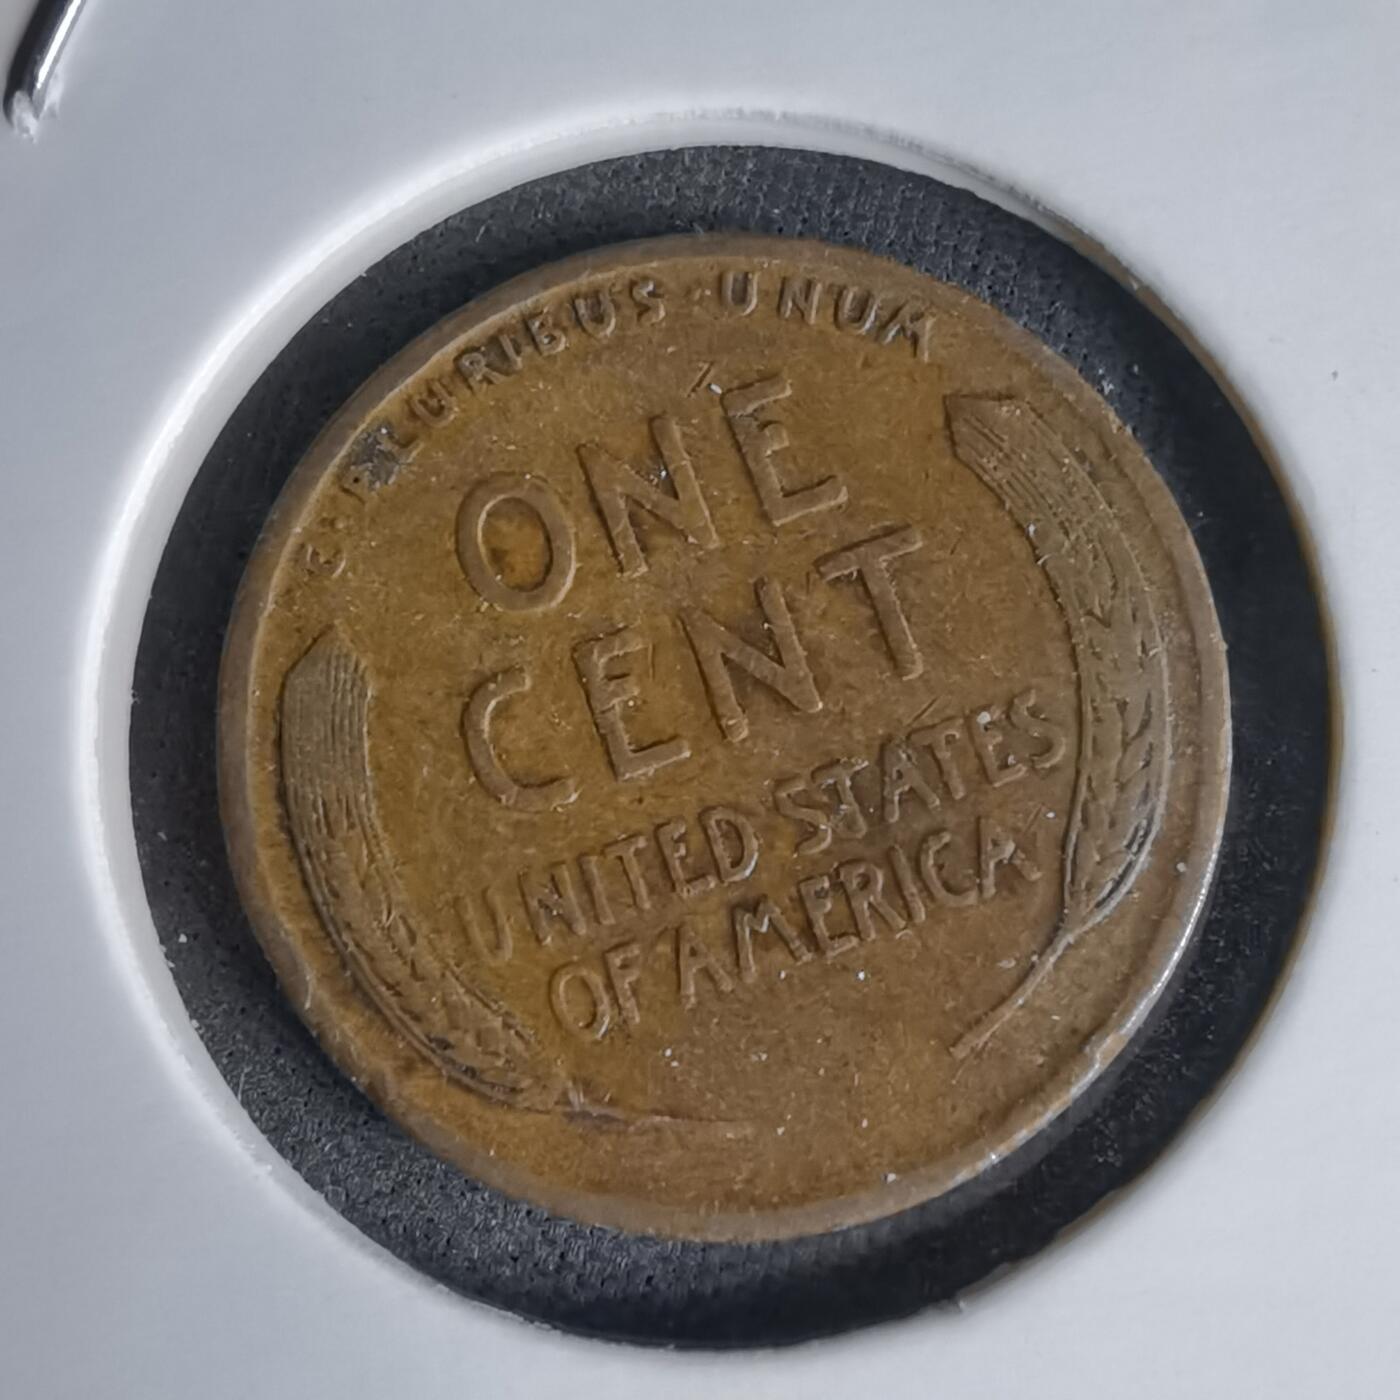 E · PLURIBUS · UNUM
ONE
CENT
UNITED STATES
OF AMERICA